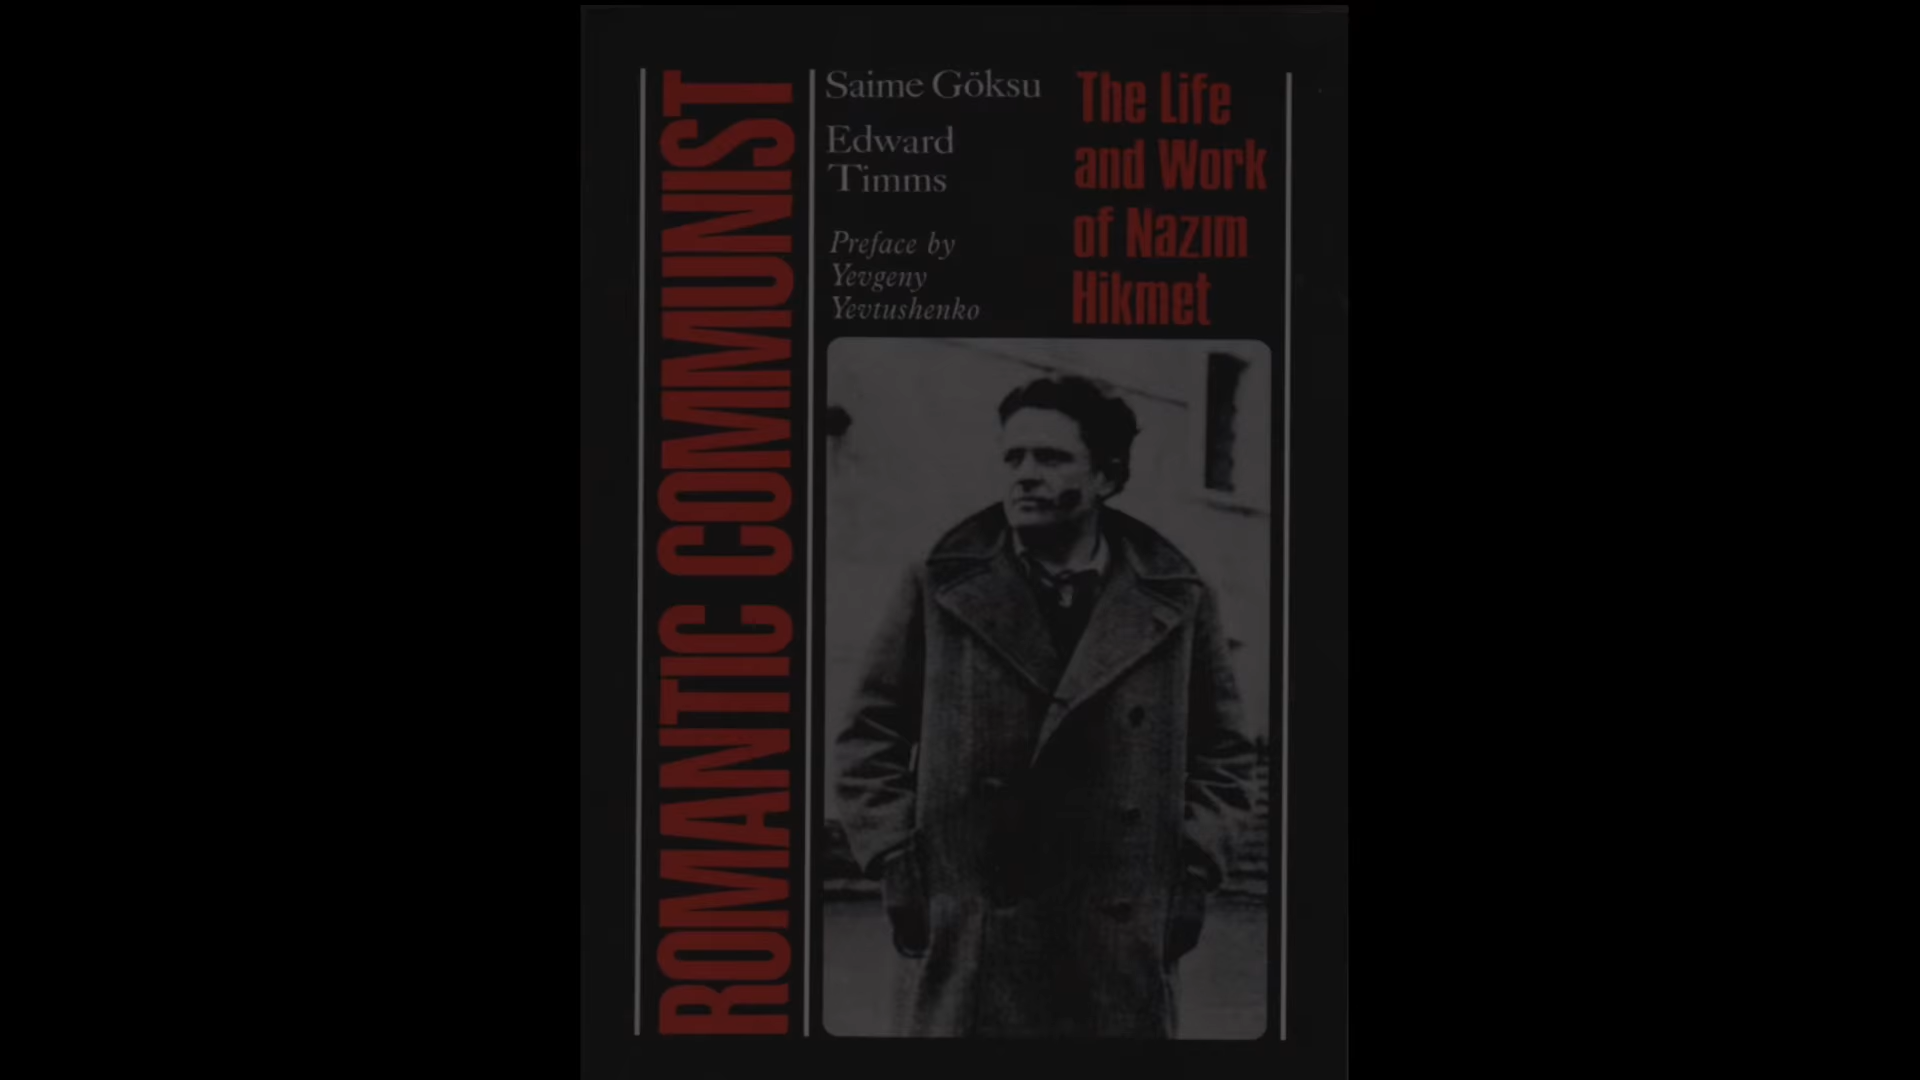 ROMANTIC COMMUNIST
Saime Göksu
Edward
Timms
Preface by
Yevgeny
Yevtushenko
The Life
and Work
of Nazım
Hikmet